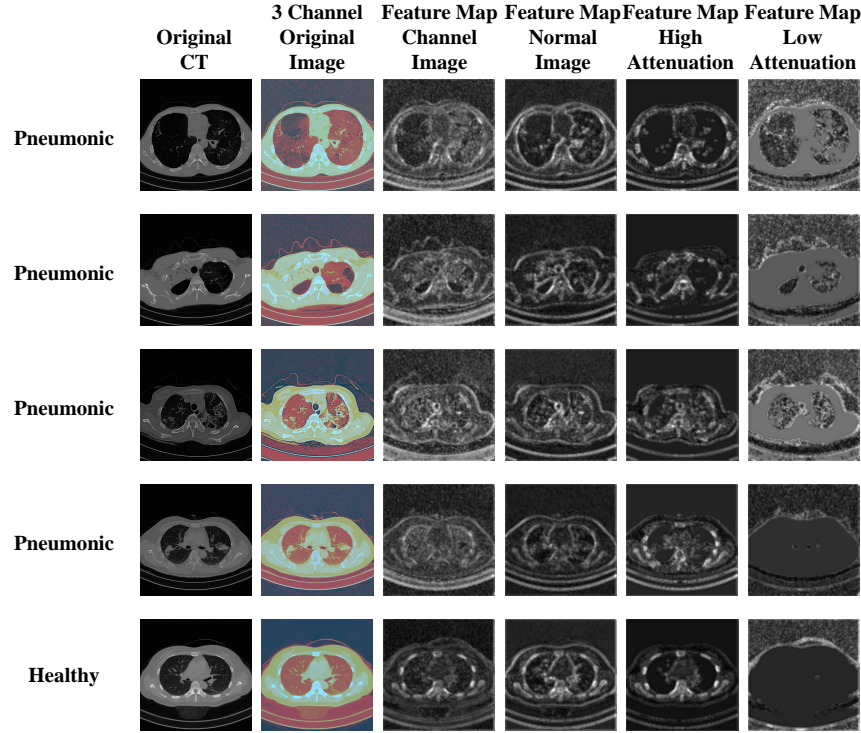 Original
CT
3 Channel
Original
Image
Feature Map
Channel
Image
Feature Map
Normal
Image
Feature Map
High
Attenuation
Feature Map
Low
Attenuation
Pneumonic
Pneumonic
Pneumonic
Pneumonic
Healthy